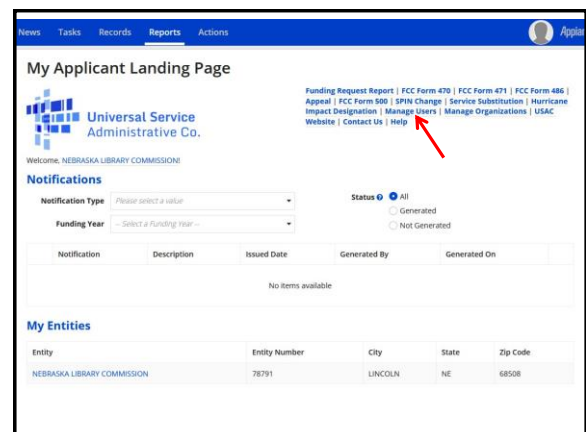 News Tasks Records Reports Actions Appian
My Applicant Landing Page
Universal Service
Administrative Co.
Funding Request Report | FCC Form 470 | FCC Form 471 | FCC Form 486 |
Appeal | FCC Form 500 | SPIN Change | Service Substitution | Hurricane
Impact Designation | Manage Users | Manage Organizations | USAC
Website | Contact Us | Help
Welcome, NEBRASKA LIBRARY COMMISSION!
Notifications
Notification Type Please select a value
Status All
Generated
Funding Year -- Select a Funding Year --
Not Generated
Notification Description Issued Date Generated By Generated On
No items available
My Entities
Entity Entity Number City State Zip Code
NEBRASKA LIBRARY COMMISSION 78791 LINCOLN NE 68508